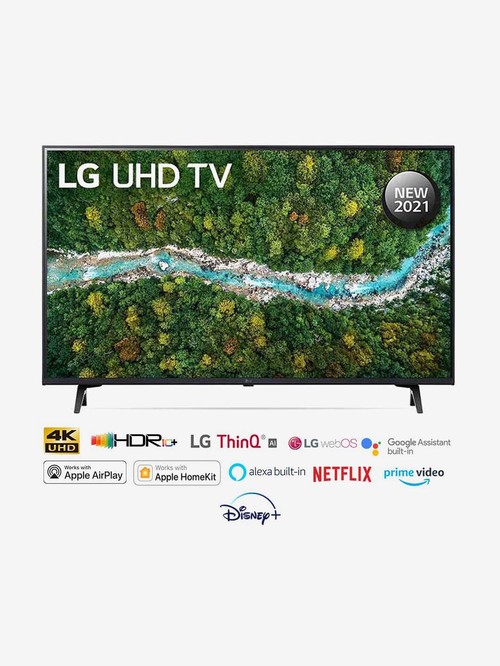 LG UHD TV
NEW
2021
4K
UHD
HDR10+
LG ThinQ AI
LG webOS
Google Assistant
built-in
Works with
Apple AirPlay
Works with
Apple HomeKit
alexa built-in
NETFLIX
prime video
Disney+